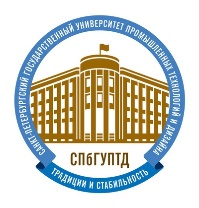 САНКТ-ПЕТЕРБУРГСКИЙ ГОСУДАРСТВЕННЫЙ УНИВЕРСИТЕТ ПРОМЫШЛЕННЫХ ТЕХНОЛОГИЙ И ДИЗАЙНА
СПбГУПТД
ТРАДИЦИИ И СТАБИЛЬНОСТЬ